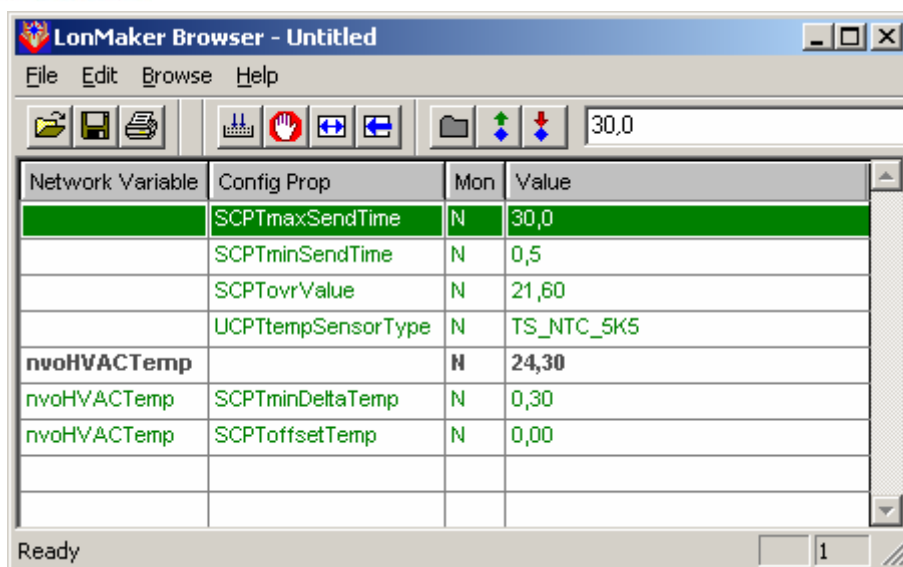 LonMaker Browser - Untitled
File Edit Browse Help
30,0
Network Variable Config Prop Mon Value
SCPTmaxSendTime N 30,0
SCPTminSendTime N 0,5
SCPTovrValue N 21,60
UCPTtempSensorType N TS_NTC_5K5
nvoHVACTemp N 24,30
nvoHVACTemp SCPTminDeltaTemp N 0,30
nvoHVACTemp SCPToffsetTemp N 0,00
Ready 1